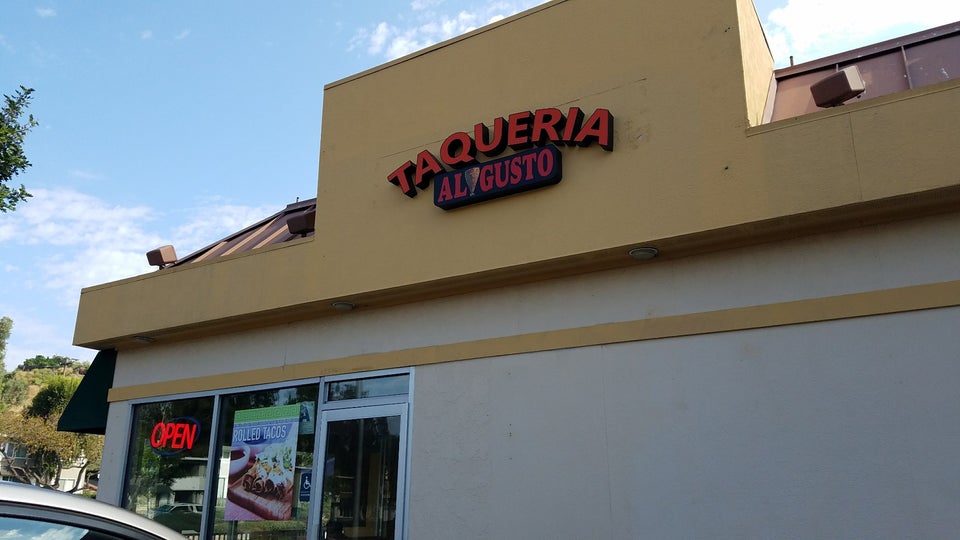 TAQUERIA
AL GUSTO
OPEN
ROLLED TACOS
A